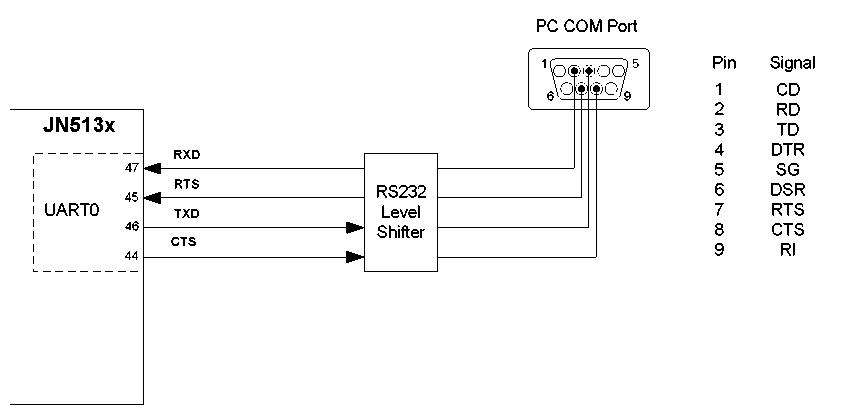 PC COM Port
1 5
6 9
Pin Signal
1 CD
2 RD
3 TD
4 DTR
5 SG
6 DSR
7 RTS
8 CTS
9 RI
JN513x
UART0
47 RXD
45 RTS
46 TXD
44 CTS
RS232
Level
Shifter